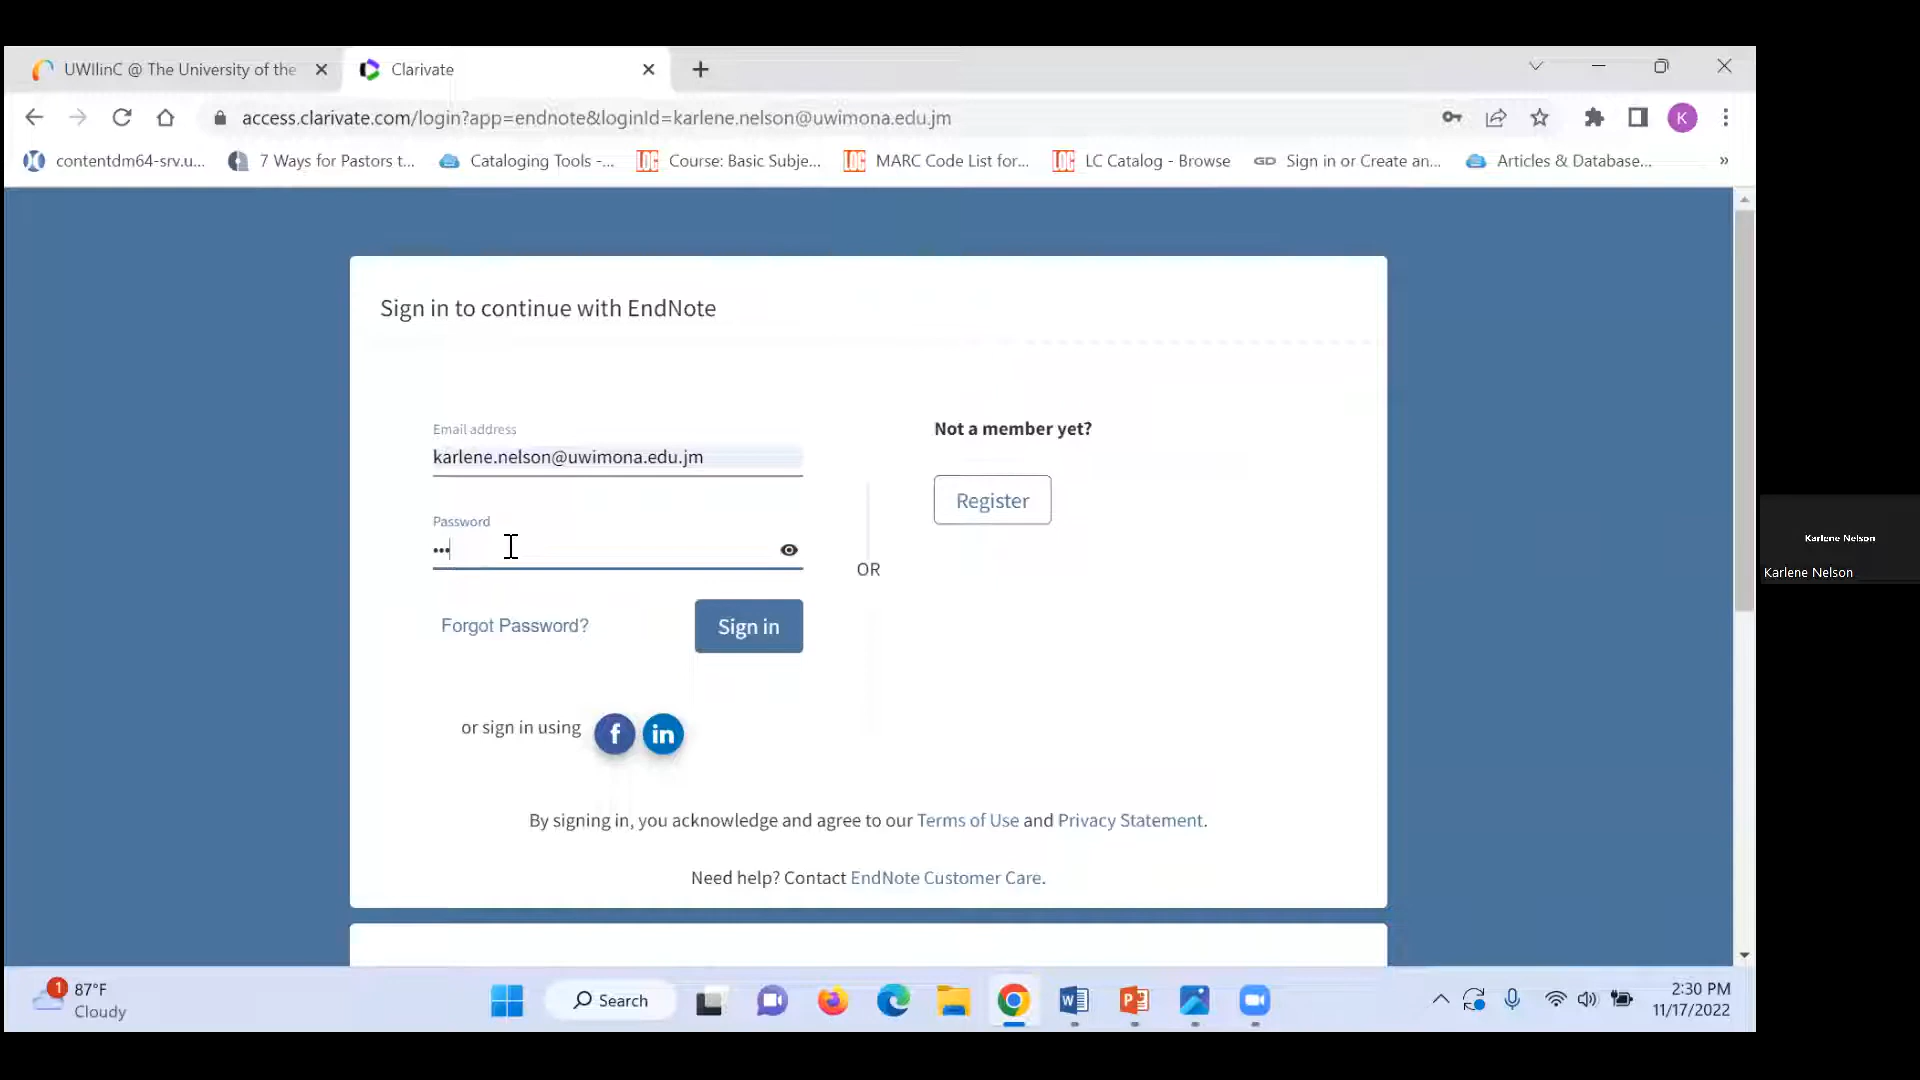 UWIlinC @ The University of the
Clarivate
access.clarivate.com/login?app=endnote&loginId=karlene.nelson@uwimona.edu.jm
K
contentdm64-srv.u...
7 Ways for Pastors t...
Cataloging Tools -...
Course: Basic Subje...
MARC Code List for...
LC Catalog - Browse
Sign in or Create an...
Articles & Database...
»
Sign in to continue with EndNote
Email address
karlene.nelson@uwimona.edu.jm
Password
•••
Forgot Password?
Sign in
OR
Not a member yet?
Register
or sign in using
f
in
By signing in, you acknowledge and agree to our Terms of Use and Privacy Statement.
Need help? Contact EndNote Customer Care.
Karlene Nelson
Karlene Nelson
1
87°F
Cloudy
Search
2:30 PM
11/17/2022